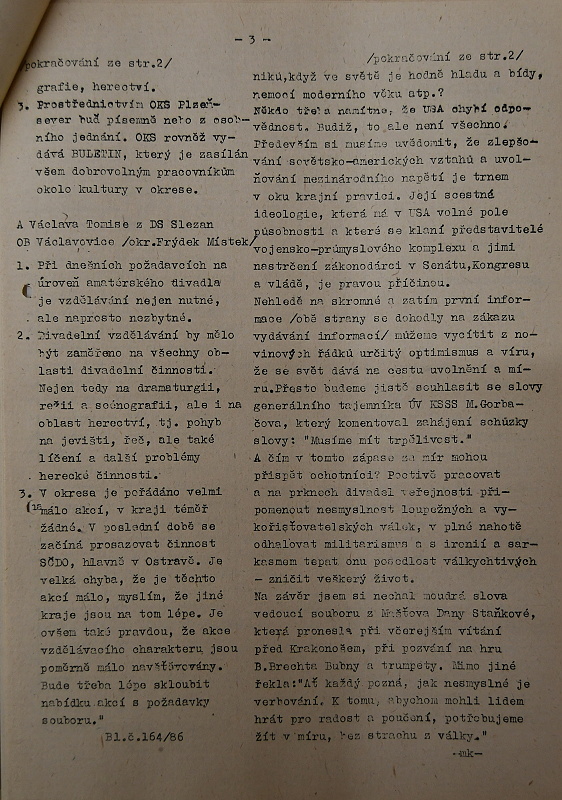 - 3 -
/pokračování ze str.2/
grafie, herectví.
3. Prostřednictvím OKS Plzeň-
sever buď písemně nebo z osob-
ního jednání. OKS rovněž vy-
dává BULETIN, který je zasílán
všem dobrovolným pracovníkům
okolo kultury v okrese.
A Václava Tomise z DS Slezan
OB Václavovice /okr.Frýdek Místek/
1. Při dnešních požadavcích na
úroveň amatérského divadla
je vzdělávání nejen nutné,
ale naprosto nezbytné.
2. Divadelní vzdělávání by mělo
být zaměřeno na všechny ob-
lasti divadelní činnosti.
Nejen tedy na dramaturgii,
režii a scénografii, ale i na
oblast herectví, tj. pohyb
na jevišti, řeč, ale také
líčení a další problémy
herecké činnosti.
3. V okrese je pořádáno velmi
málo akcí, v kraji téměř
žádné. V poslední době se
začíná prosazovat činnost
SČDO, hlavně v Ostravě. Je
velká chyba, že je těchto
akcí málo, myslím, že jiné
kraje jsou na tom lépe. Je
ovšem také pravdou, že akce
vzdělávacího charakteru jsou
poměrně málo navštěvovány.
Bude třeba lépe skloubit
nabídku akcí s požadavky
souboru."
Bl.č.164/86
/pokračování ze str.2/
niků,když ve světě je hodně hladu a bídy,
nemocí moderního věku atp.?
Někdo třeba namítne, že USA chybí odpo-
vědnost. Budiž, to ale není všechno.
Především si musíme uvědomit, že zlepšo-
vání sovětsko-amerických vztahů a uvol-
ňování mezinárodního napětí je trnem
v oku krajní pravici. Její scestná
ideologie, která má v USA volné pole
působnosti a které se klaní představitelé
vojensko-průmyslového komplexu a jimi
nastrčení zákonodárci v Senátu,Kongresu
a vládě, je pravou příčinou.
Nehledě na skromné a zatím první infor-
mace /obě strany se dohodly na zákazu
vydávání informací/ můžeme vycítit z no-
vinových řádků určitý optimismus a víru,
že se svět dává na cestu uvolnění a mí-
ru.Přesto budeme jistě souhlasit se slovy
generálního tajemníka ÚV KSSS M.Gorba-
čova, který komentoval zahájení schůzky
slovy: "Musíme mít trpělivost."
A čím v tomto zápase za mír mohou
přispět ochotníci? Poctivě pracovat
a na prknech divadel veřejnosti při-
pomenout nesmyslnost loupežných a vy-
kořisťovatelských válek, v plné nahotě
odhalovat militarismus a s ironií a sar-
kasmem tepat onu posedlost válkychtivých
- zničit veškerý život.
Na závěr jsem si nechal moudrá slova
vedoucí souboru z Mušťova Dany Staňkové,
která pronesla při včerejším vítání
před Krakonošem, při pozvání na hru
B.Brechta Bubny a trumpety. Mimo jiné
řekla:"Ať každý pozná, jak nesmyslné je
verbování. K tomu, abychom mohli lidem
hrát pro radost a poučení, potřebujeme
žít v míru, bez strachu z války."
-mk-